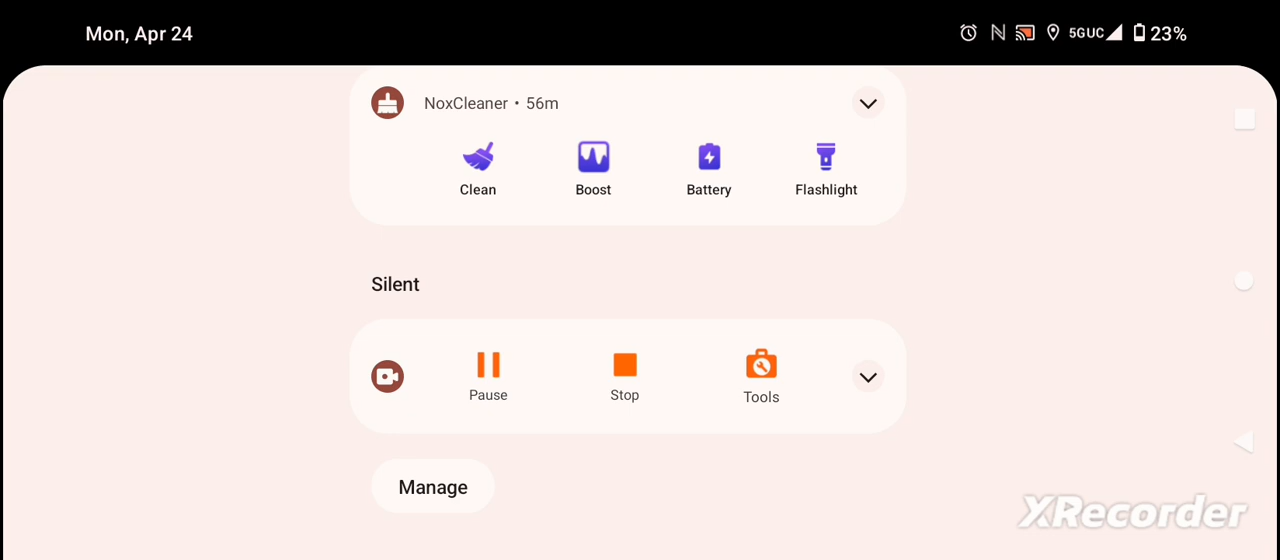 Mon, Apr 24
5GUC 23%
NoxCleaner • 56m
Clean Boost Battery Flashlight
Silent
Pause Stop Tools
Manage
XRecorder